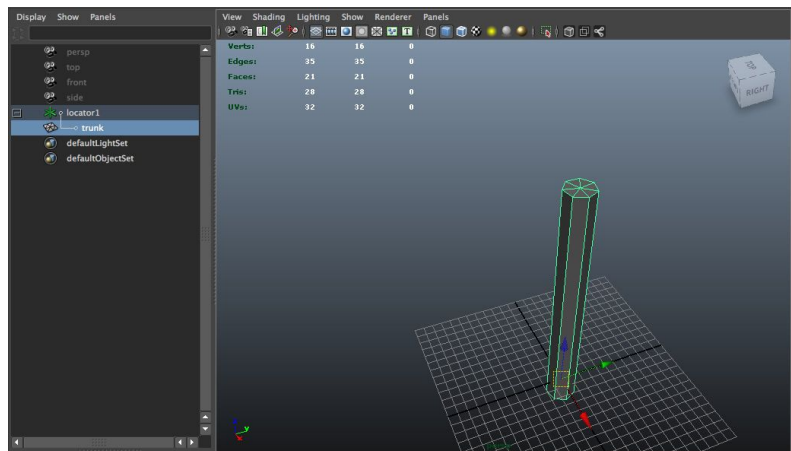 Display Show Panels
persp
top
front
side
locator1
trunk
defaultLightSet
defaultObjectSet
View Shading Lighting Show Renderer Panels
Verts: 16 16 0
Edges: 35 35 0
Faces: 21 21 0
Tris: 28 28 0
UVs: 32 32 0
RIGHT